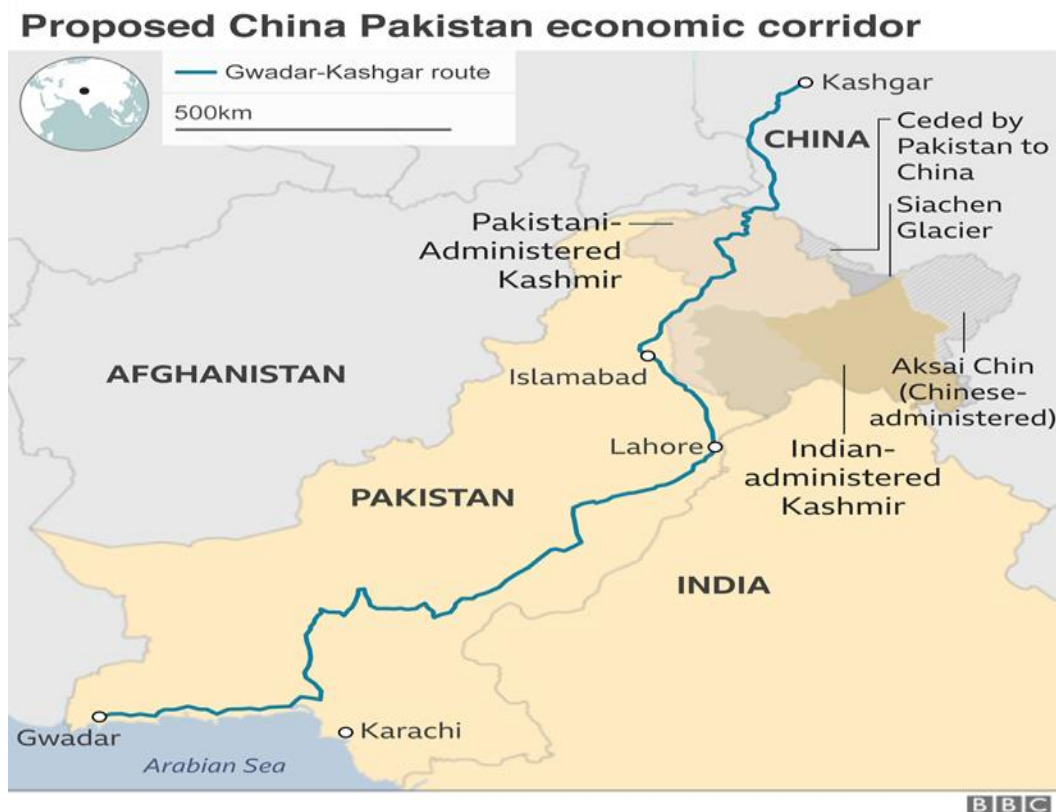 Proposed China Pakistan economic corridor
Gwadar-Kashgar route
500km
Kashgar
CHINA
Ceded by
Pakistan to
China
Siachen
Glacier
Pakistani-
Administered
Kashmir
AFGHANISTAN
Islamabad
Aksai Chin
(Chinese-
administered)
Lahore
Indian-
administered
Kashmir
PAKISTAN
INDIA
Gwadar
Karachi
Arabian Sea
BBC